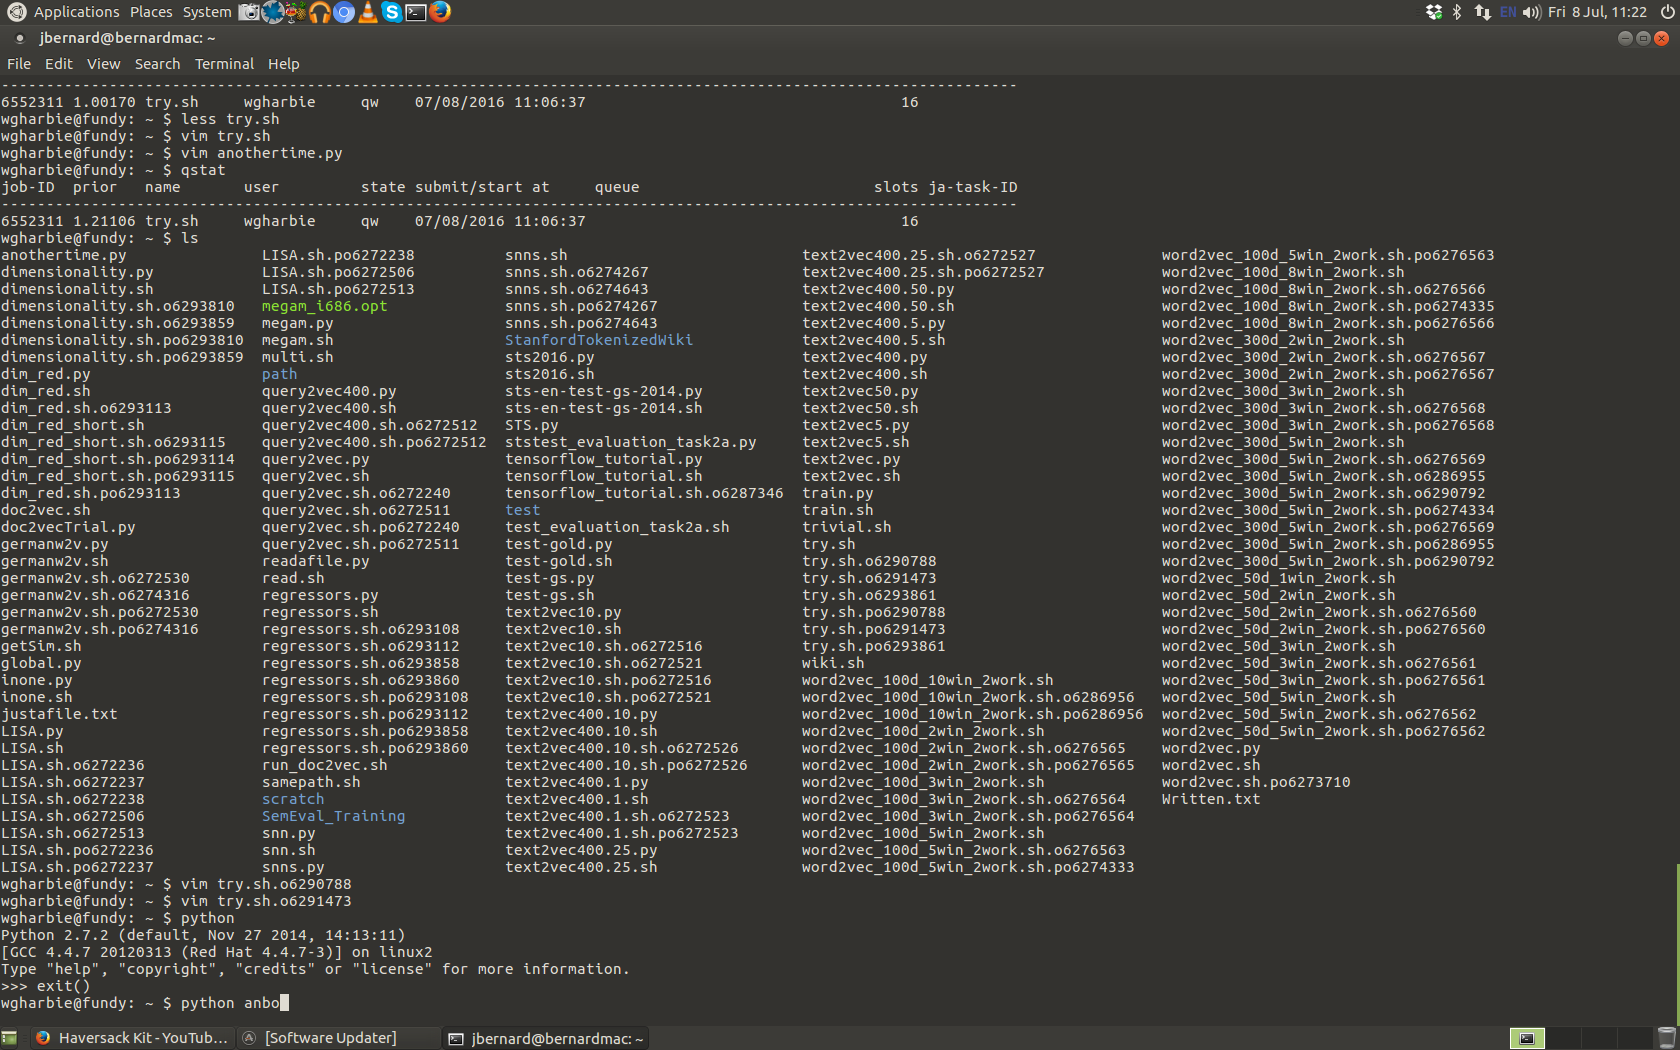 Applications Places System EN Fri 8 Jul, 11:22
jbernard@bernardmac: ~
File Edit View Search Terminal Help
-----------------------------------------------------------------------------------------------------------------
6552311 1.00170 try.sh     wgharbie     qw    07/08/2016 11:06:37                                   16
wgharbie@fundy: ~ $ less try.sh
wgharbie@fundy: ~ $ vim try.sh
wgharbie@fundy: ~ $ vim anothertime.py
wgharbie@fundy: ~ $ qstat
job-ID  prior   name       user         state submit/start at     queue                          slots ja-task-ID
-----------------------------------------------------------------------------------------------------------------
6552311 1.21106 try.sh     wgharbie     qw    07/08/2016 11:06:37                                   16
wgharbie@fundy: ~ $ ls
anothertime.py LISA.sh.po6272238 snns.sh text2vec400.25.sh.o6272527 word2vec_100d_5win_2work.sh.po6276563
dimensionality.py LISA.sh.po6272506 snns.sh.o6274267 text2vec400.25.sh.po6272527 word2vec_100d_8win_2work.sh
dimensionality.sh LISA.sh.po6272513 snns.sh.o6274643 text2vec400.50.py word2vec_100d_8win_2work.sh.o6276566
dimensionality.sh.o6293810 megam_i686.opt snns.sh.po6274267 text2vec400.50.sh word2vec_100d_8win_2work.sh.po6274335
dimensionality.sh.o6293859 megam.py snns.sh.po6274643 text2vec400.5.py word2vec_100d_8win_2work.sh.po6276566
dimensionality.sh.po6293810 megam.sh StanfordTokenizedWiki text2vec400.5.sh word2vec_300d_2win_2work.sh
dimensionality.sh.po6293859 multi.sh sts2016.py text2vec400.py word2vec_300d_2win_2work.sh.o6276567
dim_red.py path sts2016.sh text2vec400.sh word2vec_300d_2win_2work.sh.po6276567
dim_red.sh query2vec400.py sts-en-test-gs-2014.py text2vec50.py word2vec_300d_3win_2work.sh
dim_red.sh.o6293113 query2vec400.sh sts-en-test-gs-2014.sh text2vec50.sh word2vec_300d_3win_2work.sh.o6276568
dim_red_short.sh query2vec400.sh.o6272512 STS.py text2vec5.py word2vec_300d_3win_2work.sh.po6276568
dim_red_short.sh.o6293115 query2vec400.sh.po6272512 ststest_evaluation_task2a.py text2vec5.sh word2vec_300d_5win_2work.sh
dim_red_short.sh.po6293114 query2vec.py tensorflow_tutorial.py text2vec.py word2vec_300d_5win_2work.sh.o6276569
dim_red_short.sh.po6293115 query2vec.sh tensorflow_tutorial.sh text2vec.sh word2vec_300d_5win_2work.sh.o6286955
dim_red.sh.po6293113 query2vec.sh.o6272240 tensorflow_tutorial.sh.o6287346 train.py word2vec_300d_5win_2work.sh.o6290792
doc2vec.sh query2vec.sh.o6272511 test train.sh word2vec_300d_5win_2work.sh.po6274334
doc2vecTrial.py query2vec.sh.po6272240 test_evaluation_task2a.sh trivial.sh word2vec_300d_5win_2work.sh.po6276569
germanw2v.py query2vec.sh.po6272511 test-gold.py try.sh word2vec_300d_5win_2work.sh.po6286955
germanw2v.sh readafile.py test-gold.sh try.sh.o6290788 word2vec_300d_5win_2work.sh.po6290792
germanw2v.sh.o6272530 read.sh test-gs.py try.sh.o6291473 word2vec_50d_1win_2work.sh
germanw2v.sh.o6274316 regressors.py test-gs.sh try.sh.o6293861 word2vec_50d_2win_2work.sh
germanw2v.sh.po6272530 regressors.sh text2vec10.py try.sh.po6290788 word2vec_50d_2win_2work.sh.o6276560
germanw2v.sh.po6274316 regressors.sh.o6293108 text2vec10.sh try.sh.po6291473 word2vec_50d_2win_2work.sh.po6276560
getSim.sh regressors.sh.o6293112 text2vec10.sh.o6272516 try.sh.po6293861 word2vec_50d_3win_2work.sh
global.py regressors.sh.o6293858 text2vec10.sh.o6272521 wiki.sh word2vec_50d_3win_2work.sh.o6276561
inone.py regressors.sh.o6293860 text2vec10.sh.po6272516 word2vec_100d_10win_2work.sh word2vec_50d_3win_2work.sh.po6276561
inone.sh regressors.sh.po6293108 text2vec10.sh.po6272521 word2vec_100d_10win_2work.sh.o6286956 word2vec_50d_5win_2work.sh
justafile.txt regressors.sh.po6293112 text2vec400.10.py word2vec_100d_10win_2work.sh.po6286956 word2vec_50d_5win_2work.sh.o6276562
LISA.py regressors.sh.po6293858 text2vec400.10.sh word2vec_100d_2win_2work.sh word2vec_50d_5win_2work.sh.po6276562
LISA.sh regressors.sh.po6293860 text2vec400.10.sh.o6272526 word2vec_100d_2win_2work.sh.o6276565 word2vec.py
LISA.sh.o6272236 run_doc2vec.sh text2vec400.10.sh.po6272526 word2vec_100d_2win_2work.sh.po6276565 word2vec.sh
LISA.sh.o6272237 samepath.sh text2vec400.1.py word2vec_100d_3win_2work.sh word2vec.sh.po6273710
LISA.sh.o6272238 scratch text2vec400.1.sh word2vec_100d_3win_2work.sh.o6276564 Written.txt
LISA.sh.o6272506 SemEval_Training text2vec400.1.sh.o6272523 word2vec_100d_3win_2work.sh.po6276564
LISA.sh.o6272513 snn.py text2vec400.1.sh.po6272523 word2vec_100d_5win_2work.sh
LISA.sh.po6272236 snn.sh text2vec400.25.py word2vec_100d_5win_2work.sh.o6276563
LISA.sh.po6272237 snns.py text2vec400.25.sh word2vec_100d_5win_2work.sh.po6274333
wgharbie@fundy: ~ $ vim try.sh.o6290788
wgharbie@fundy: ~ $ vim try.sh.o6291473
wgharbie@fundy: ~ $ python
Python 2.7.2 (default, Nov 27 2014, 14:13:11)
[GCC 4.4.7 20120313 (Red Hat 4.4.7-3)] on linux2
Type "help", "copyright", "credits" or "license" for more information.
>>> exit()
wgharbie@fundy: ~ $ python anbo
Haversack Kit - YouTub... [Software Updater] jbernard@bernardmac: ~